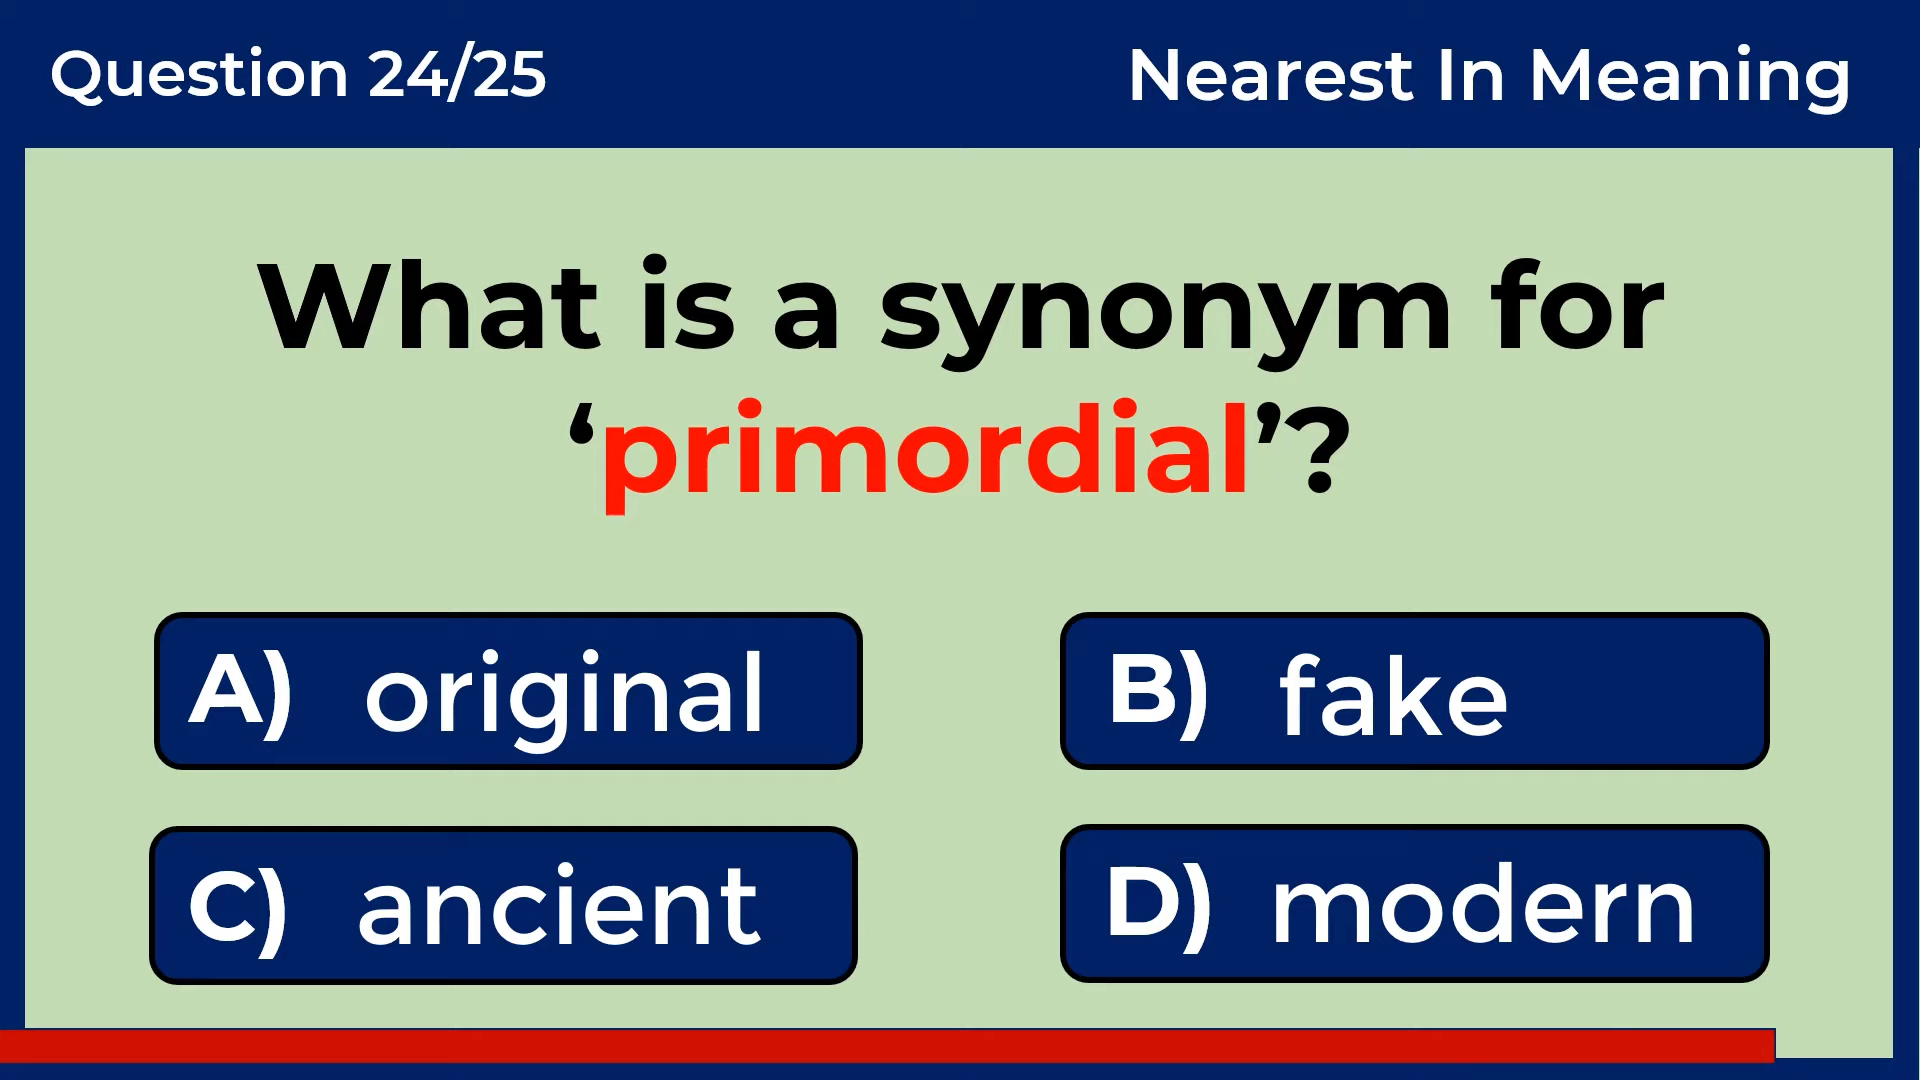 Question 24/25
Nearest In Meaning
What is a synonym for
‘primordial’?
A) original
B) fake
C) ancient
D) modern